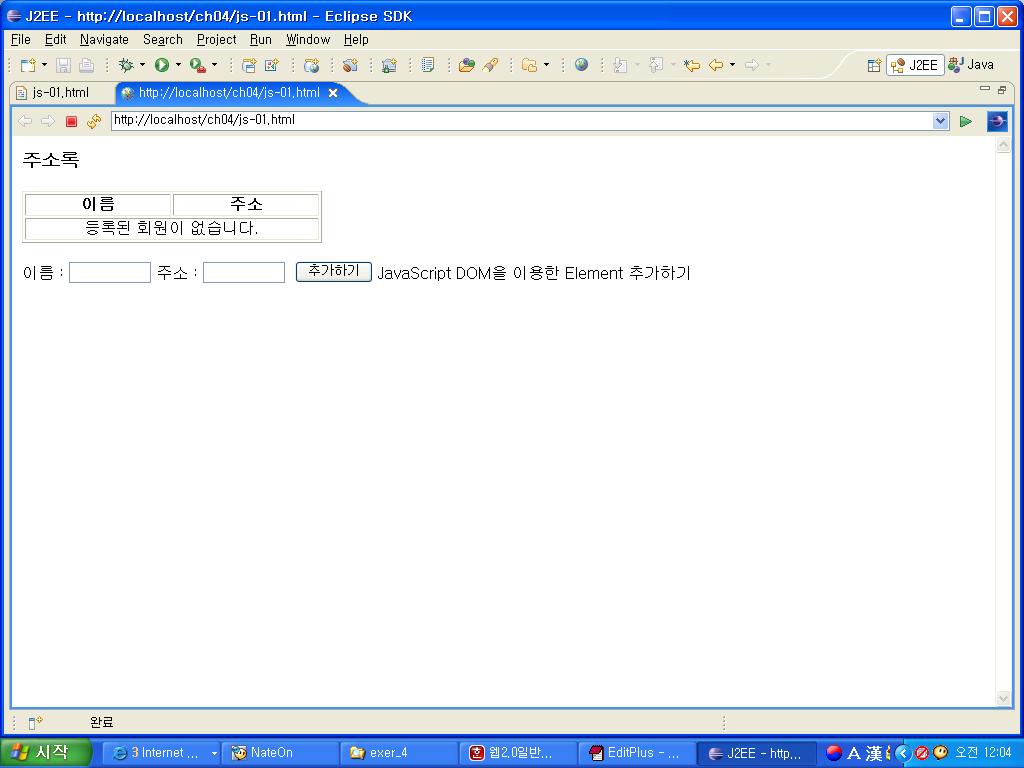 J2EE - http://localhost/ch04/js-01.html - Eclipse SDK
File Edit Navigate Search Project Run Window Help
J2EE Java
js-01.html http://localhost/ch04/js-01.html
http://localhost/ch04/js-01.html
주소록
이름 주소
등록된 회원이 없습니다.
이름 : 주소 : 추가하기 JavaScript DOM을 이용한 Element 추가하기
완료
시작 3 Internet ... NateOn exer_4 웹2.0일반... EditPlus - ... J2EE - http... A 漢 오전 12:04